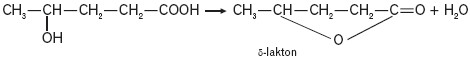 CH₃—CH—CH₂—CH₂—COOH → CH₃—CH—CH₂—CH₂—C=O + H₂O
OH
O
δ-lakton